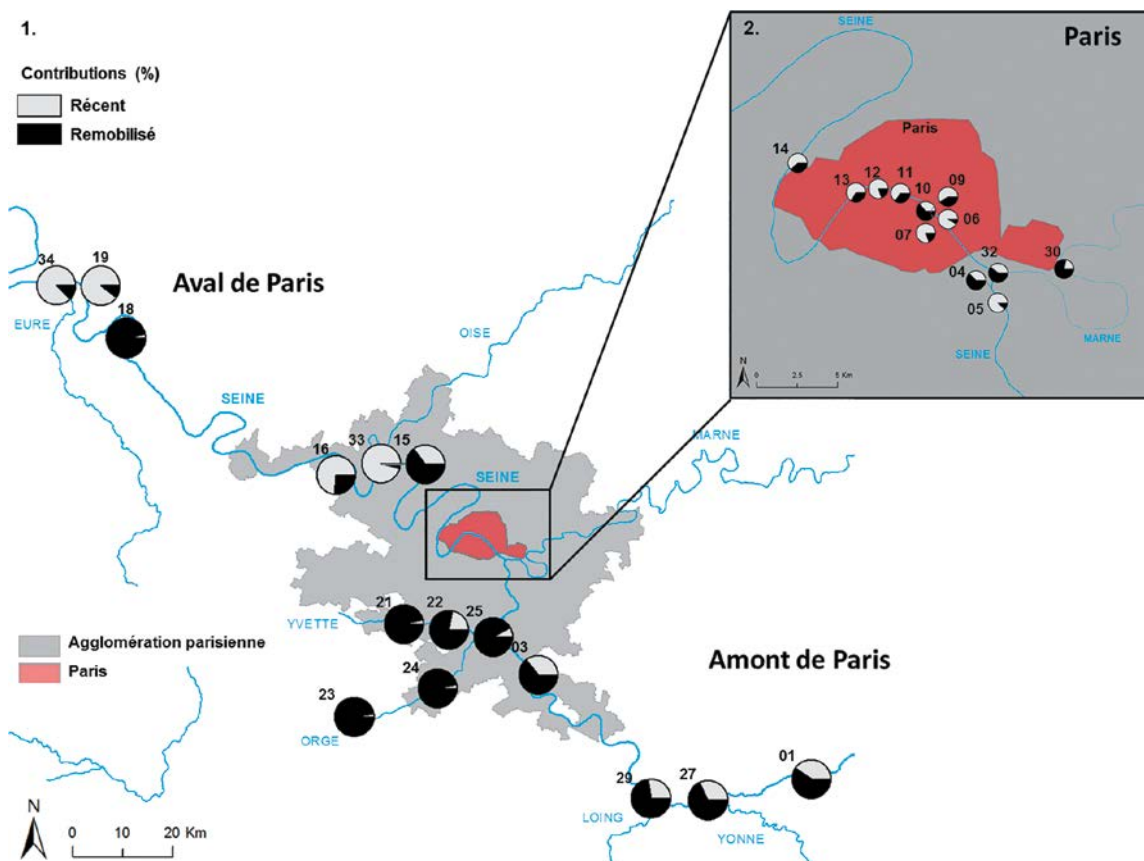 1.
Contributions (%)
Récent
Remobilisé
2.
Paris
SEINE
Paris
14
13
12
11
10
09
07
06
04
32
30
05
MARNE
SEINE
N
0 2.5 5 Km
34
19
18
Aval de Paris
EURE
OISE
SEINE
16
33
15
SEINE
MARNE
21
22
25
03
YVETTE
24
23
ORGE
Agglomération parisienne
Paris
Amont de Paris
29
27
01
LOING
YONNE
N
0 10 20 Km